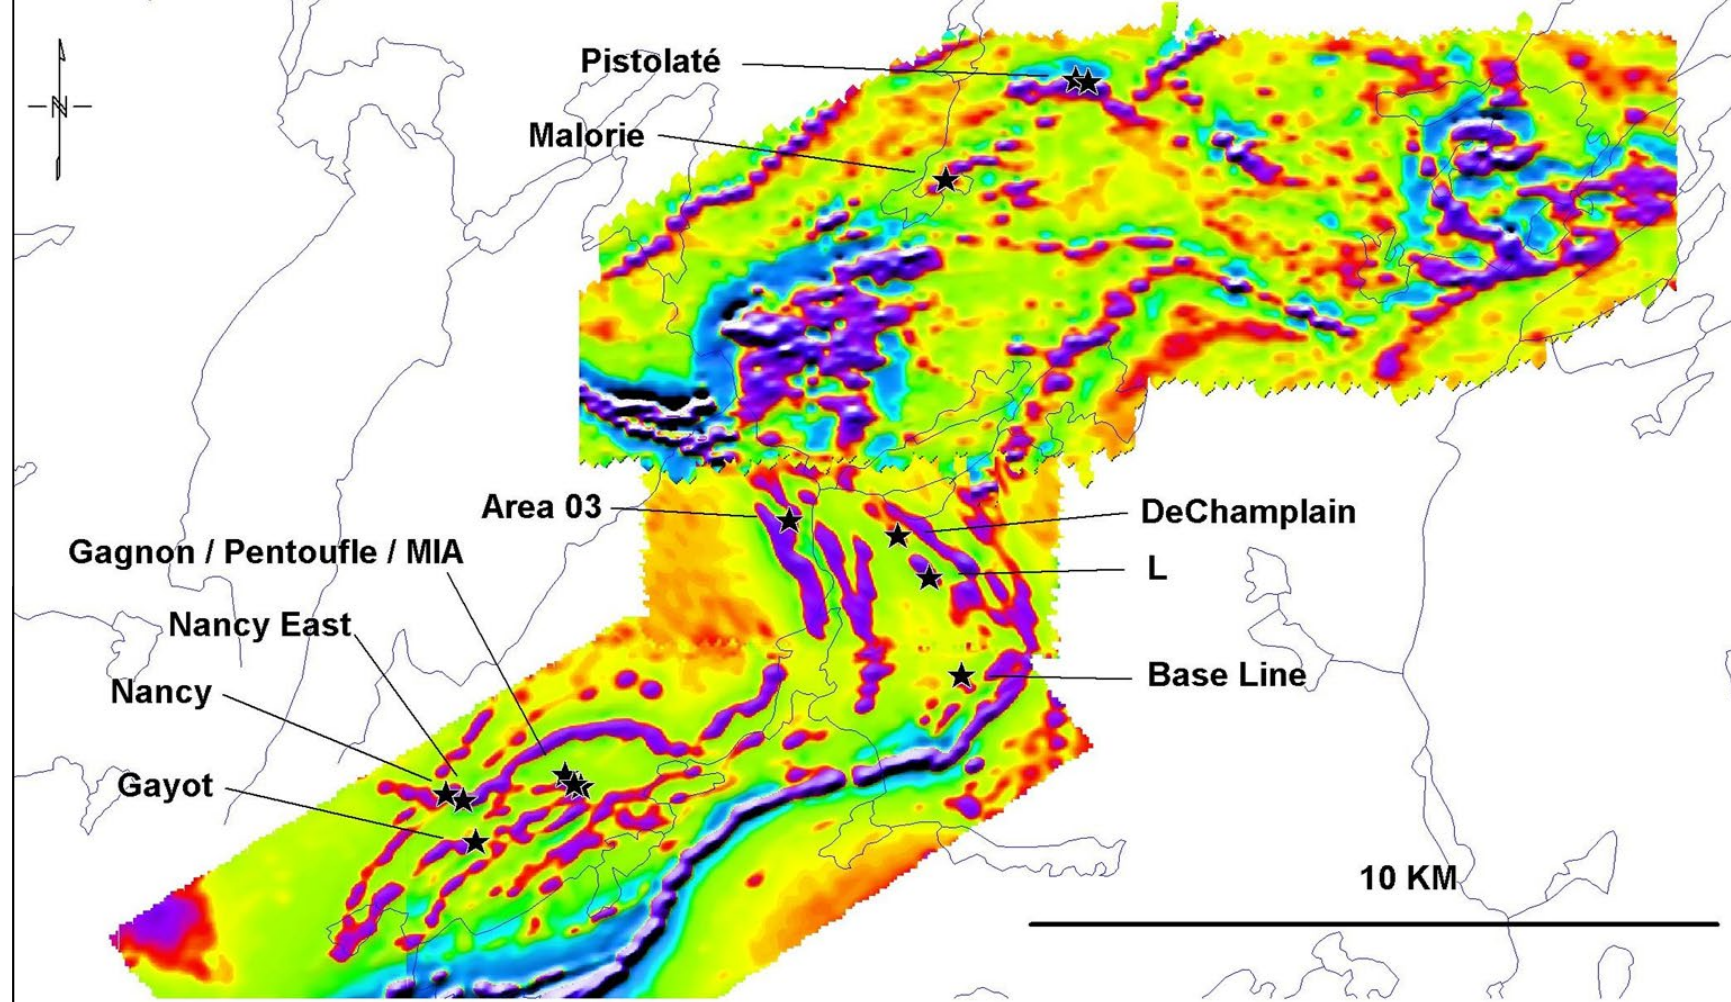 Pistolaté
N
Malorie
Area 03
DeChamplain
Gagnon / Pentoufle / MIA
L
Nancy East
Base Line
Nancy
Gayot
10 KM